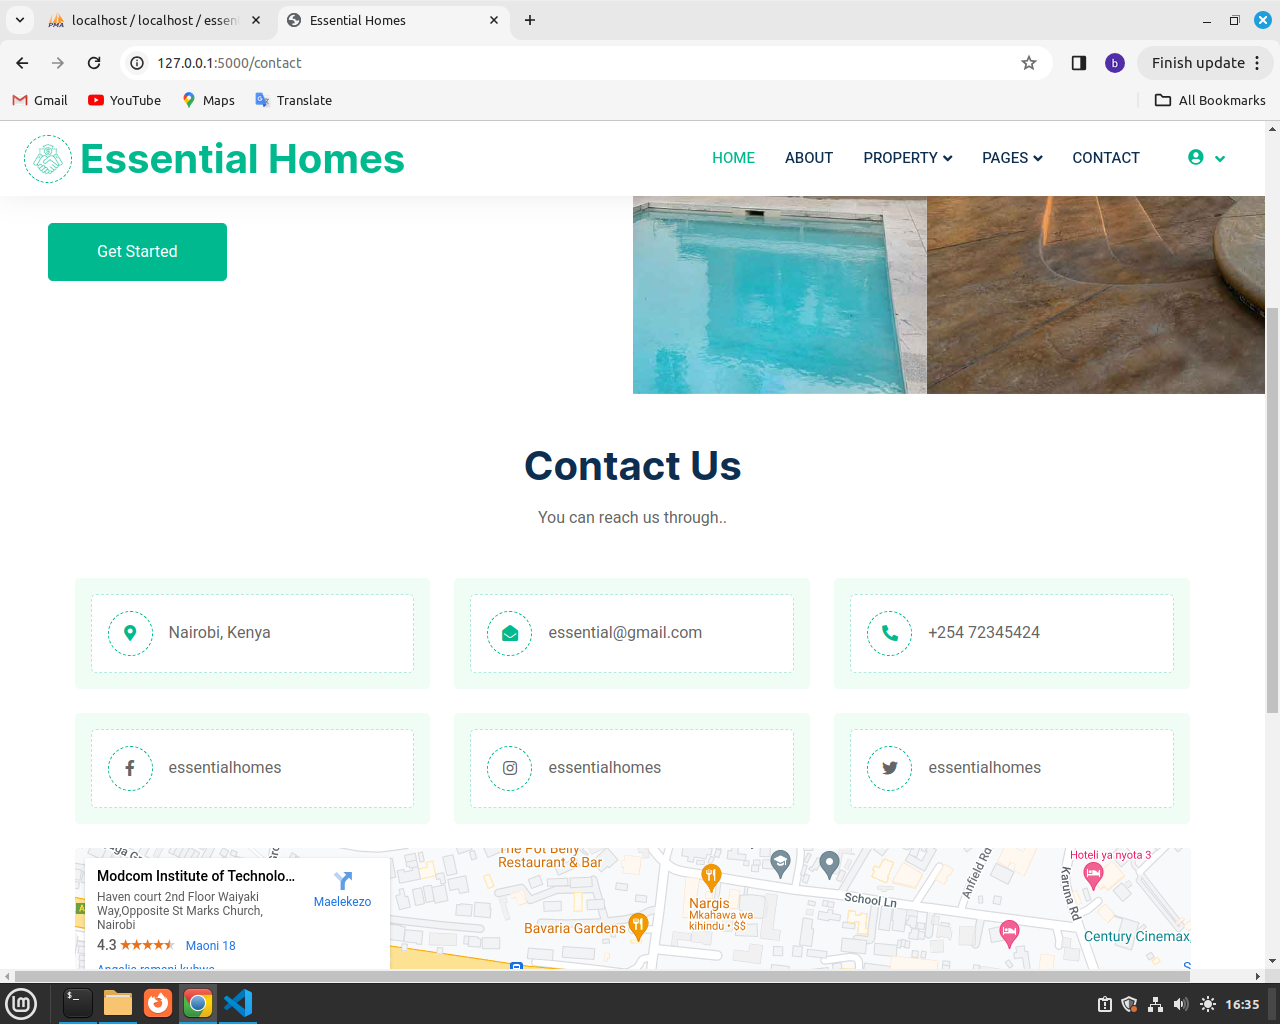 localhost / localhost / essen
Essential Homes
127.0.0.1:5000/contact
b
Finish update
Gmail
YouTube
Maps
Translate
All Bookmarks
Essential Homes
HOME
ABOUT
PROPERTY
PAGES
CONTACT
Get Started
Contact Us
You can reach us through..
Nairobi, Kenya
essential@gmail.com
+254 72345424
essentialhomes
essentialhomes
essentialhomes
Modcom Institute of Technolo...
Haven court 2nd Floor Waiyaki
Way,Opposite St Marks Church,
Nairobi
4.3
Maoni 18
Maelekezo
Angalia ramani kubwa
The Pot Belly
Restaurant & Bar
Nargis
Mkahawa wa
kihindu • $$
Bavaria Gardens
School Ln
Anfield Rd
Karuna Rd
Hoteli ya nyota 3
Century Cinemax
16:35